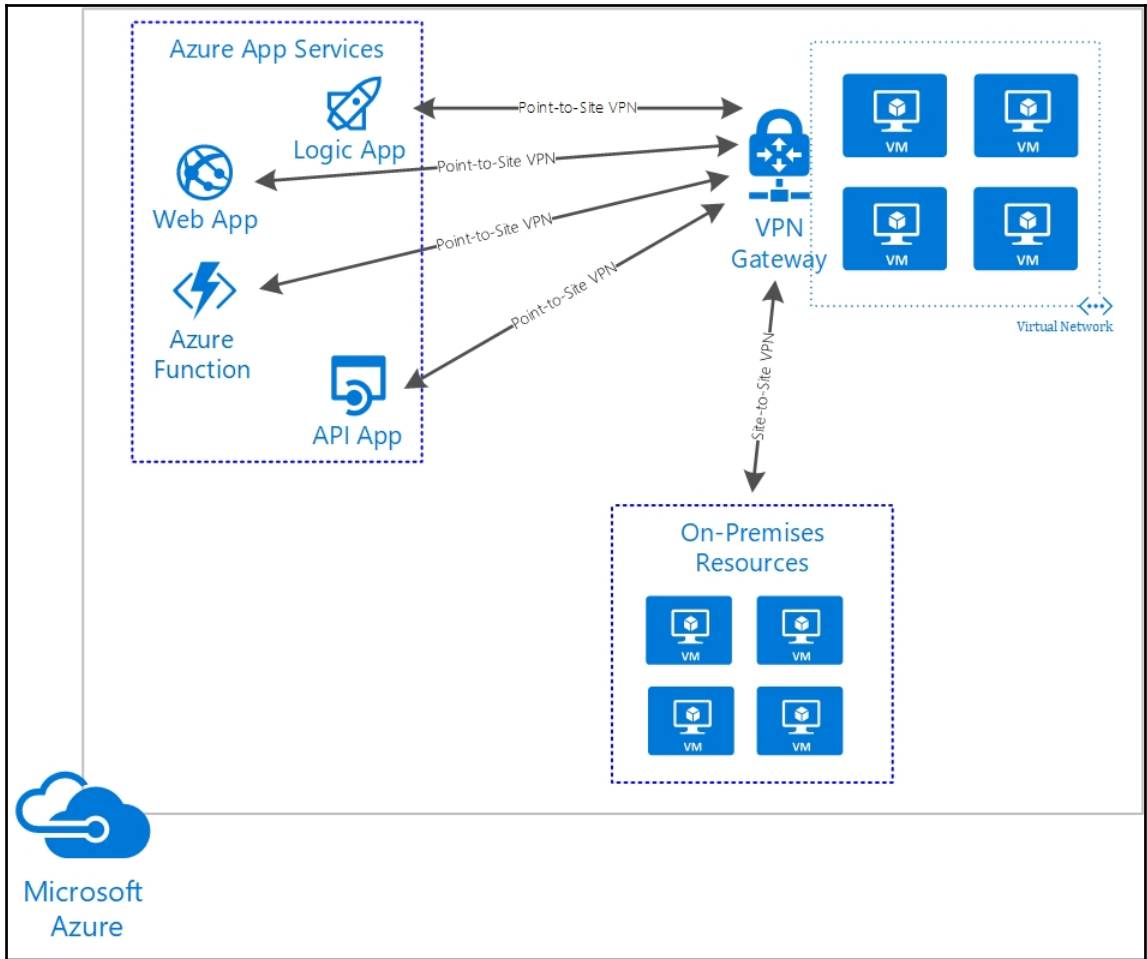 Azure App Services
Logic App
Web App
Azure
Function
API App
Point-to-Site VPN
Point-to-Site VPN
Point-to-Site VPN
Point-to-Site VPN
VPN
Gateway
VM
VM
VM
VM
Virtual Network
Site-to-Site VPN
On-Premises
Resources
VM
VM
VM
VM
Microsoft
Azure